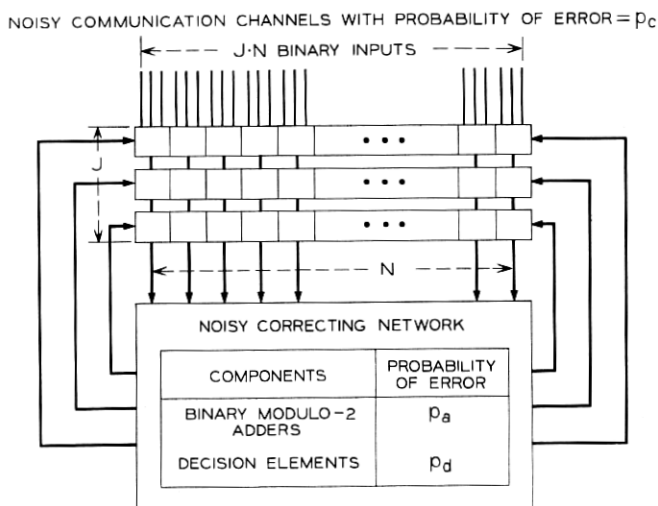 NOISY COMMUNICATION CHANNELS WITH PROBABILITY OF ERROR = pc
J·N BINARY INPUTS
J
N
NOISY CORRECTING NETWORK
COMPONENTS
PROBABILITY OF ERROR
BINARY MODULO-2 ADDERS
pa
DECISION ELEMENTS
pd